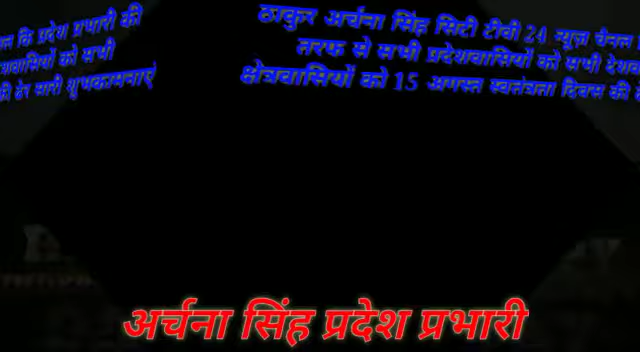 ठाकुर अर्चना सिंह सिटी टीवी 24 न्यूज़ चैनल
तरफ से सभी प्रदेशवासियों को सभी
क्षेत्रवासियों को 15 अगस्त स्वतंत्रता दिवस की
कि प्रदेश प्रभारी की
को सभी
की ढेर सारी शुभकामनाएं
अर्चना सिंह प्रदेश प्रभारी